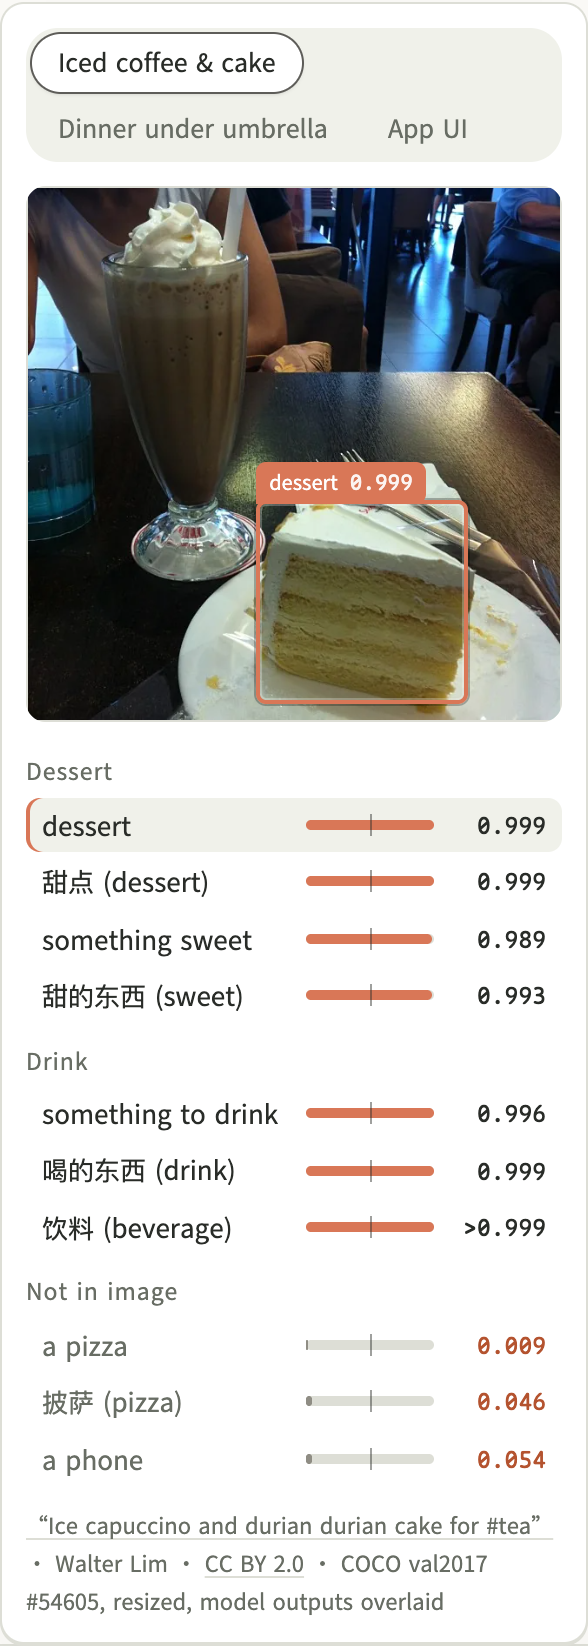 Iced coffee & cake
Dinner under umbrella App UI
dessert 0.999
Dessert
dessert 0.999
甜点 (dessert) 0.999
something sweet 0.989
甜的东西 (sweet) 0.993
Drink
something to drink 0.996
喝的东西 (drink) 0.999
饮料 (beverage) >0.999
Not in image
a pizza 0.009
披萨 (pizza) 0.046
a phone 0.054
“Ice capuccino and durian durian cake for #tea”
· Walter Lim · CC BY 2.0 · COCO val2017
#54605, resized, model outputs overlaid